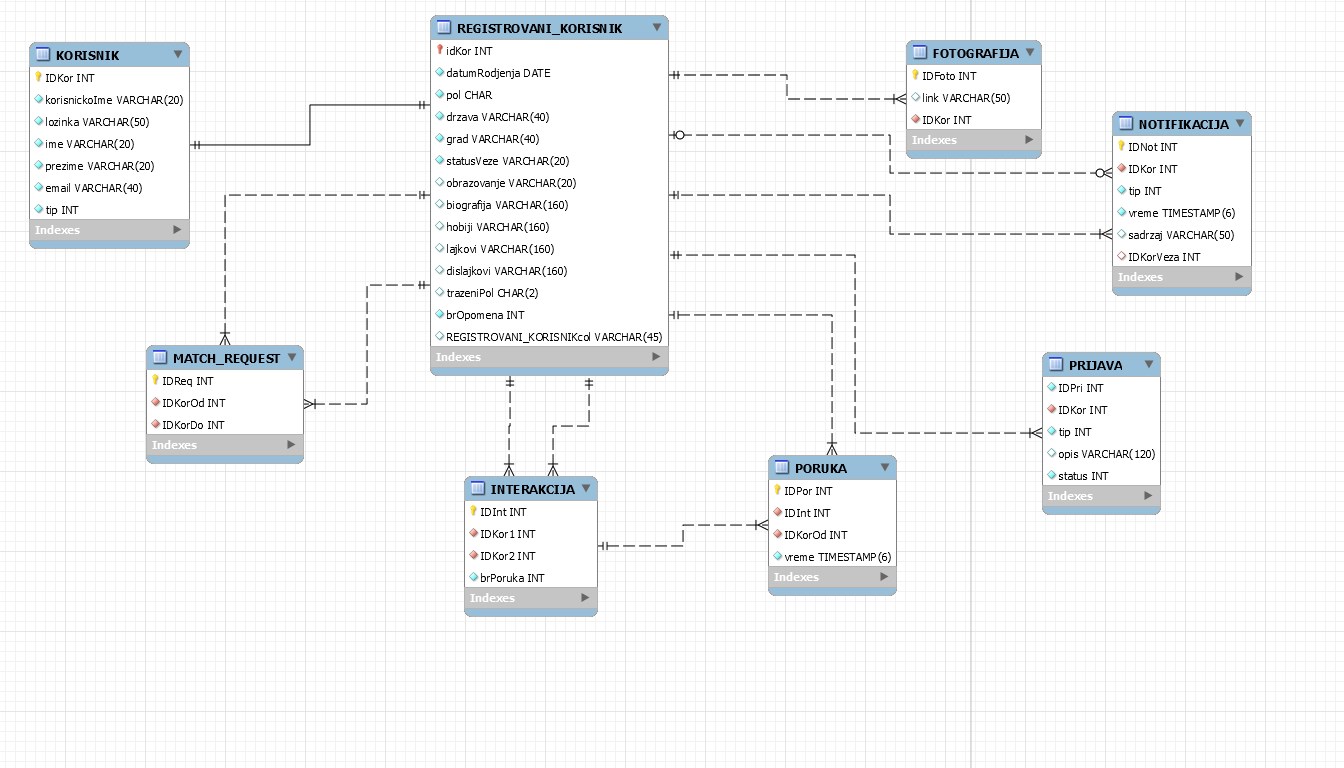 KORISNIK
IDKor INT
korisnickoIme VARCHAR(20)
lozinka VARCHAR(50)
ime VARCHAR(20)
prezime VARCHAR(20)
email VARCHAR(40)
tip INT
Indexes
REGISTROVANI_KORISNIK
idKor INT
datumRodjenja DATE
pol CHAR
drzava VARCHAR(40)
grad VARCHAR(40)
statusVeze VARCHAR(20)
obrazovanje VARCHAR(20)
biografija VARCHAR(160)
hobiji VARCHAR(160)
lajkovi VARCHAR(160)
dislajkovi VARCHAR(160)
trazeniPol CHAR(2)
brOpomena INT
REGISTROVANI_KORISNIKcol VARCHAR(45)
Indexes
FOTOGRAFIJA
IDFoto INT
link VARCHAR(50)
IDKor INT
Indexes
NOTIFIKACIJA
IDNot INT
IDKor INT
tip INT
vreme TIMESTAMP(6)
sadrzaj VARCHAR(50)
IDKorVeza INT
Indexes
MATCH_REQUEST
IDReq INT
IDKorOd INT
IDKorDo INT
Indexes
INTERAKCIJA
IDInt INT
IDKor1 INT
IDKor2 INT
brPoruka INT
Indexes
PORUKA
IDPor INT
IDInt INT
IDKorOd INT
vreme TIMESTAMP(6)
Indexes
PRIJAVA
IDPri INT
IDKor INT
tip INT
opis VARCHAR(120)
status INT
Indexes